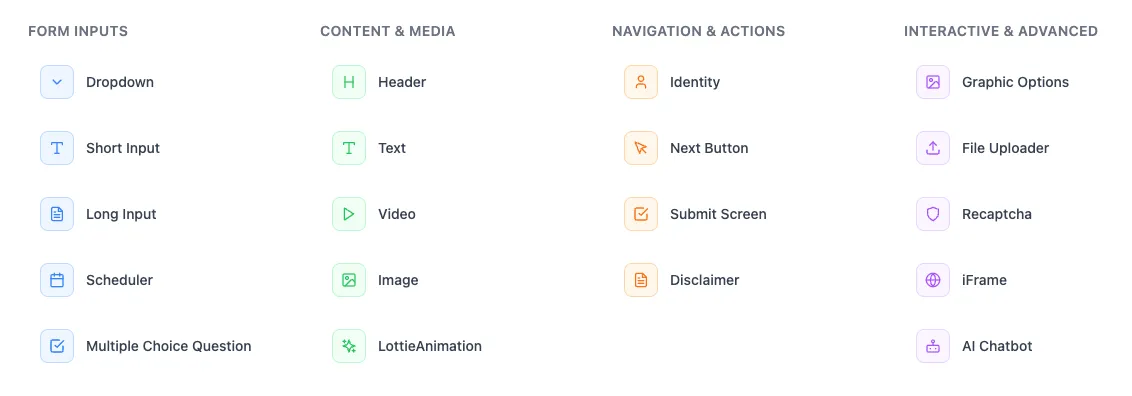 FORM INPUTS
Dropdown
Short Input
Long Input
Scheduler
Multiple Choice Question
CONTENT & MEDIA
Header
Text
Video
Image
LottieAnimation
NAVIGATION & ACTIONS
Identity
Next Button
Submit Screen
Disclaimer
INTERACTIVE & ADVANCED
Graphic Options
File Uploader
Recaptcha
iFrame
AI Chatbot